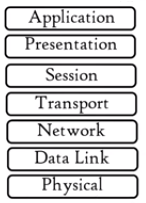 Application
Presentation
Session
Transport
Network
Data Link
Physical